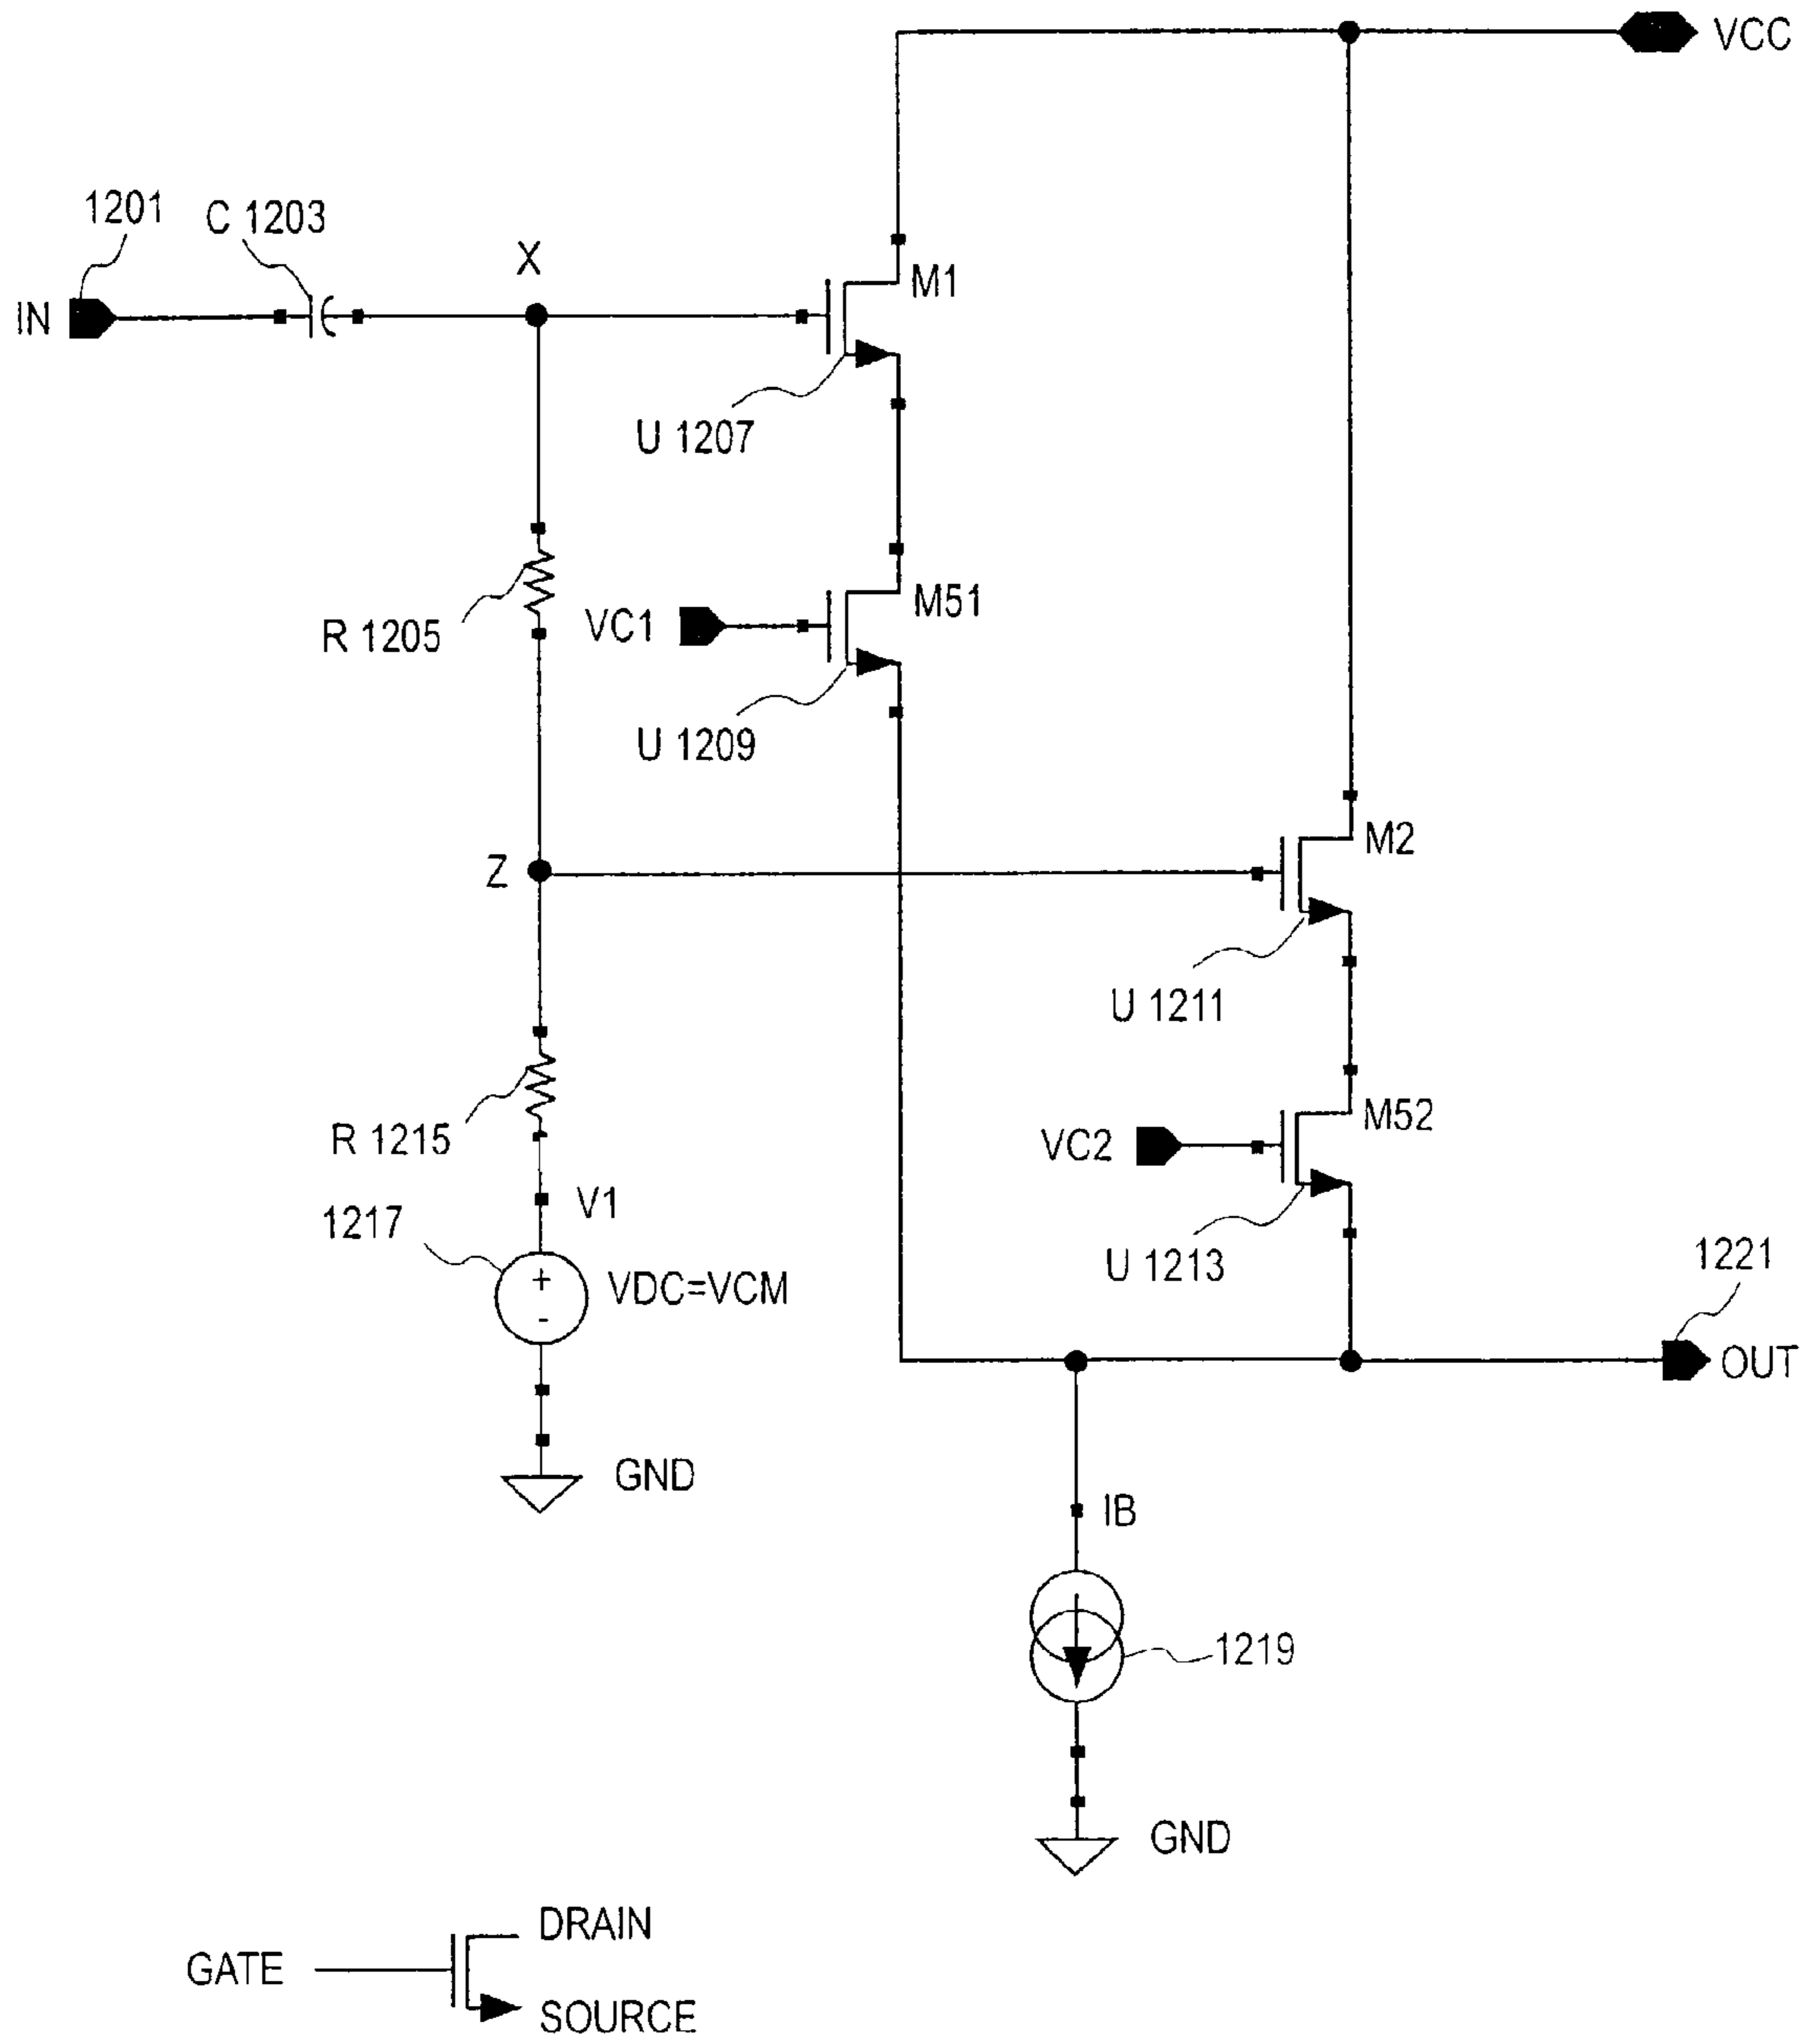 VCC
1201
C 1203
X
IN
M1
U 1207
R 1205
VC1
M51
U 1209
Z
M2
U 1211
R 1215
VC2
M52
V1
1217
VDC=VCM
+
-
U 1213
1221
OUT
GND
IB
1219
GND
GATE
DRAIN
SOURCE